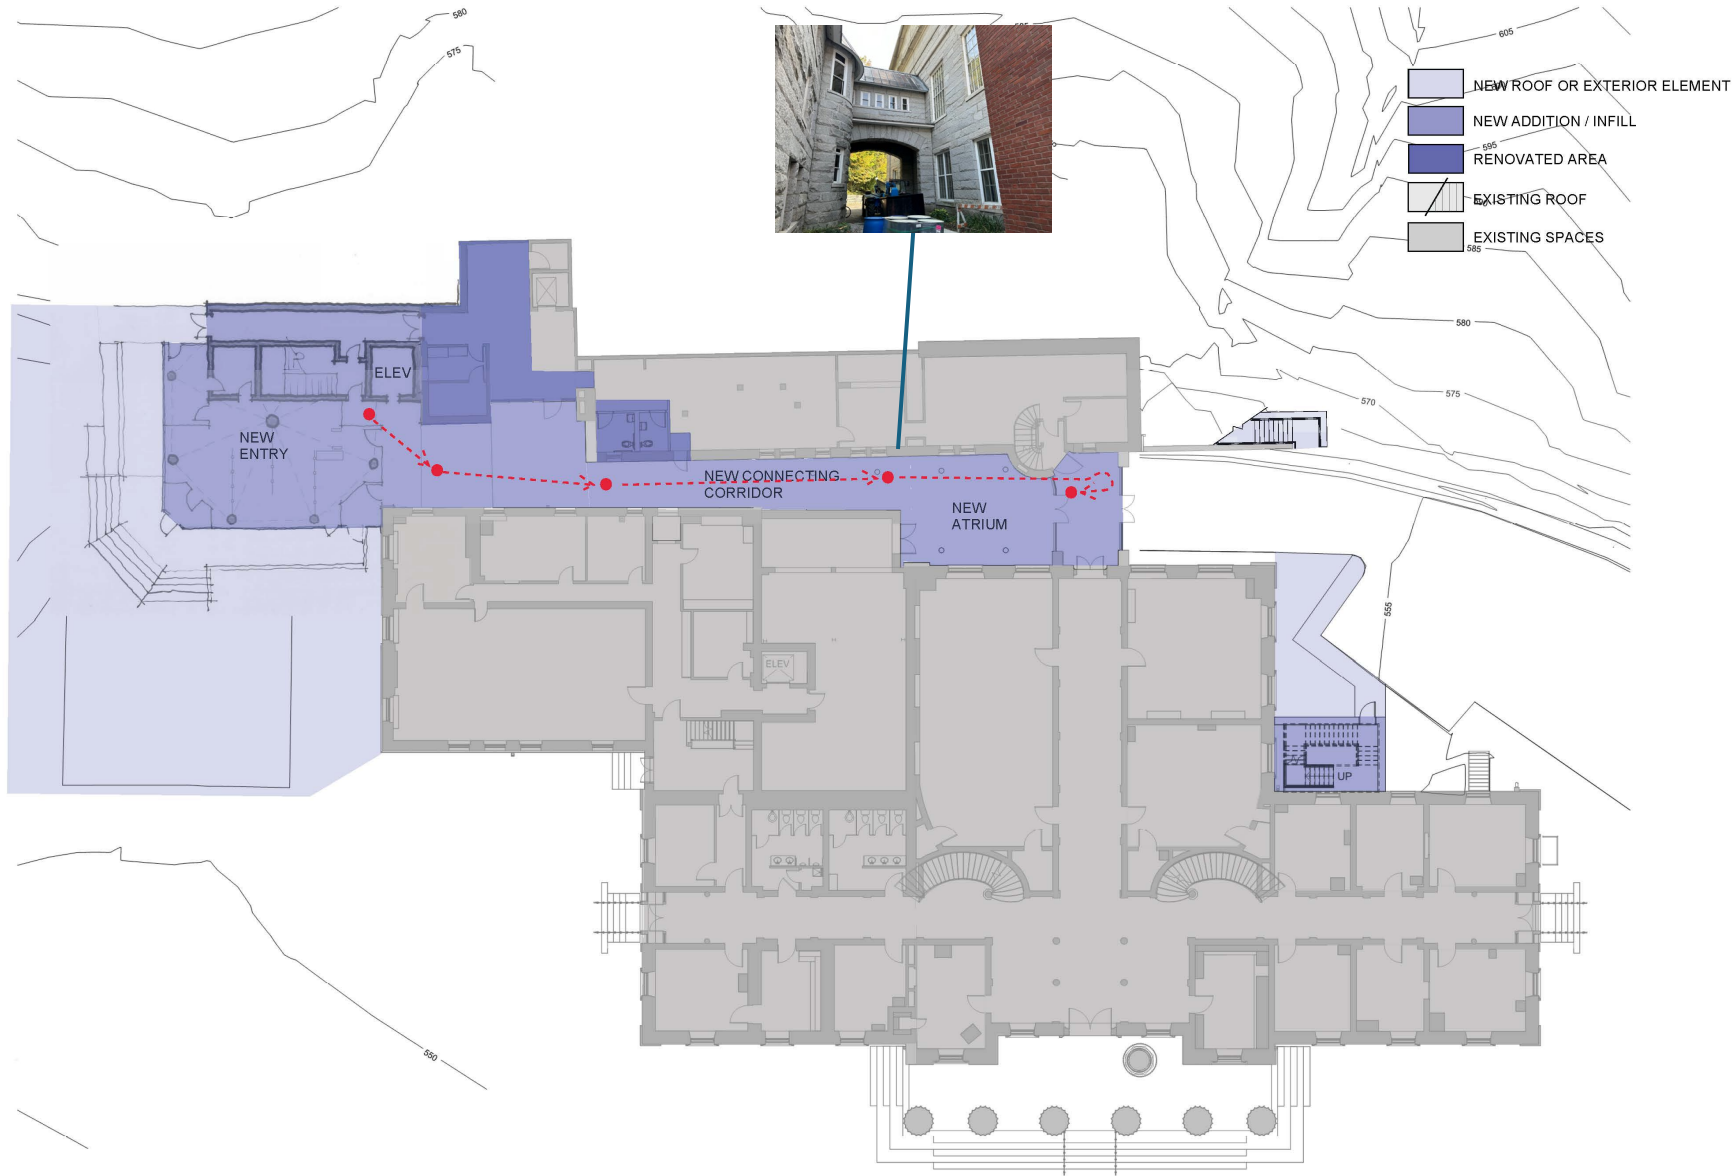 580
575
605
NEW ROOF OR EXTERIOR ELEMENT
NEW ADDITION / INFILL
595
RENOVATED AREA
EXISTING ROOF
EXISTING SPACES
585
580
575
570
555
550
ELEV
NEW
ENTRY
NEW CONNECTING
CORRIDOR
NEW
ATRIUM
ELEV
UP